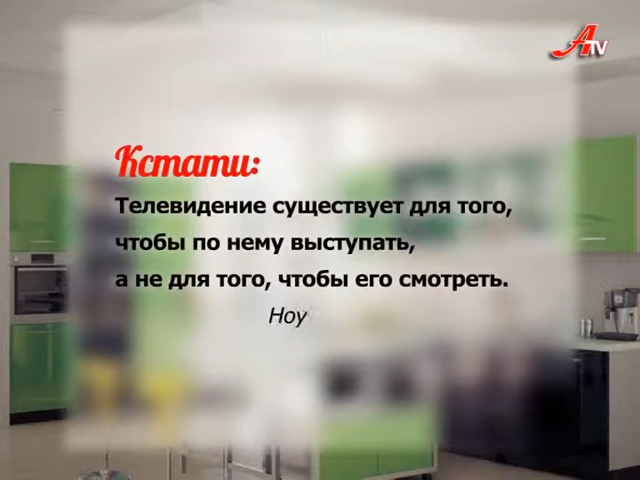 ATV
Кстати:
Телевидение существует для того,
чтобы по нему выступать,
а не для того, чтобы его смотреть.
Ноу